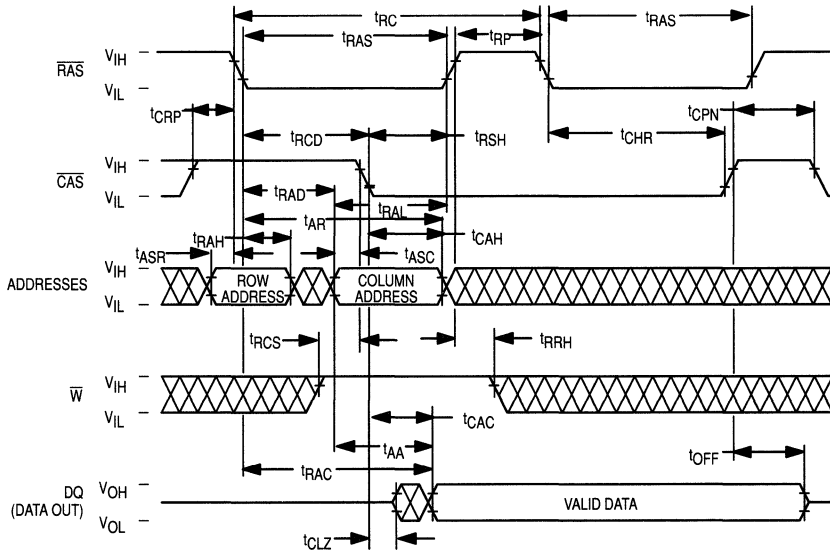 tRC
tRAS
tRP
tRAS
RAS
VIH
VIL
tCRP
tRCD
tRSH
tCHR
tCPN
CAS
VIH
VIL
tRAD
tRAL
tAR
tCAH
tRAH
tASR
tASC
ADDRESSES
VIH
VIL
ROW
ADDRESS
COLUMN
ADDRESS
tRCS
tRRH
W
VIH
VIL
tCAC
tAA
tRAC
tOFF
DQ
(DATA OUT)
VOH
VOL
VALID DATA
tCLZ